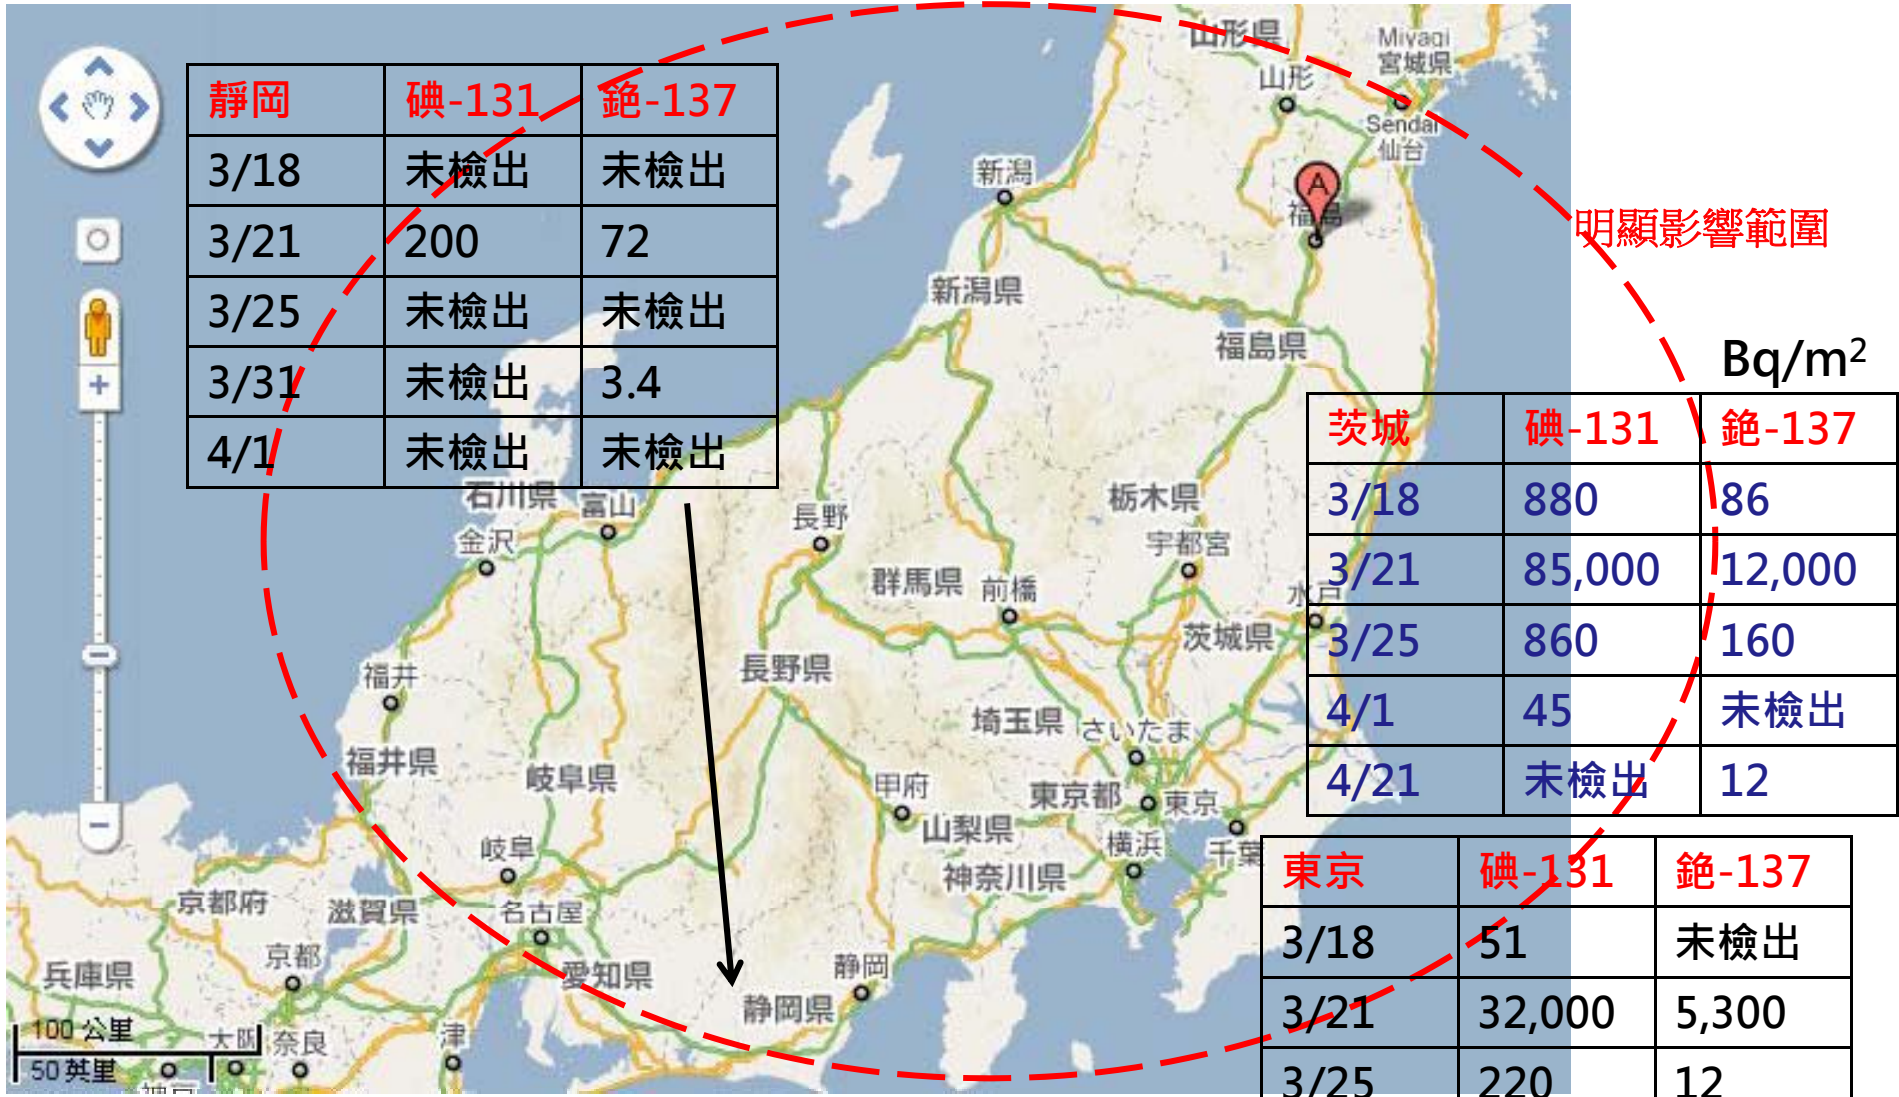 山形県
Miyagi
宮城県
山形
Sendai
仙台
靜岡 碘-131 銫-137
3/18 未檢出 未檢出
3/21 200 72
3/25 未檢出 未檢出
3/31 未檢出 3.4
4/1 未檢出 未檢出
新潟
A
福島
明顯影響範圍
新潟県
福島県
Bq/m²
茨城 碘-131 銫-137
3/18 880 86
3/21 85,000 12,000
3/25 860 160
4/1 45 未檢出
4/21 未檢出 12
石川県
富山
長野
栃木県
金沢
宇都宮
群馬県
前橋
水戸
茨城県
福井
長野県
埼玉県
さいたま
福井県
岐阜県
甲府
東京都
東京
山梨県
横浜
千葉
岐阜
神奈川県
東京 碘-131 銫-137
3/18 51 未檢出
3/21 32,000 5,300
3/25 220 12
京都府
滋賀県
名古屋
京都
兵庫県
愛知県
静岡
静岡県
100 公里
大阪
奈良
津
50 英里